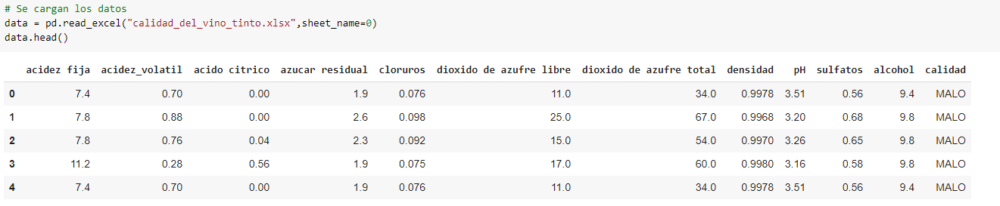 # Se cargan los datos
data = pd.read_excel("calidad_del_vino_tinto.xlsx",sheet_name=0)
data.head()
acidez fija acidez_volatil acido citrico azucar residual cloruros dioxido de azufre libre dioxido de azufre total densidad pH sulfatos alcohol calidad
0 7.4 0.70 0.00 1.9 0.076 11.0 34.0 0.9978 3.51 0.56 9.4 MALO
1 7.8 0.88 0.00 2.6 0.098 25.0 67.0 0.9968 3.20 0.68 9.8 MALO
2 7.8 0.76 0.04 2.3 0.092 15.0 54.0 0.9970 3.26 0.65 9.8 MALO
3 11.2 0.28 0.56 1.9 0.075 17.0 60.0 0.9980 3.16 0.58 9.8 MALO
4 7.4 0.70 0.00 1.9 0.076 11.0 34.0 0.9978 3.51 0.56 9.4 MALO